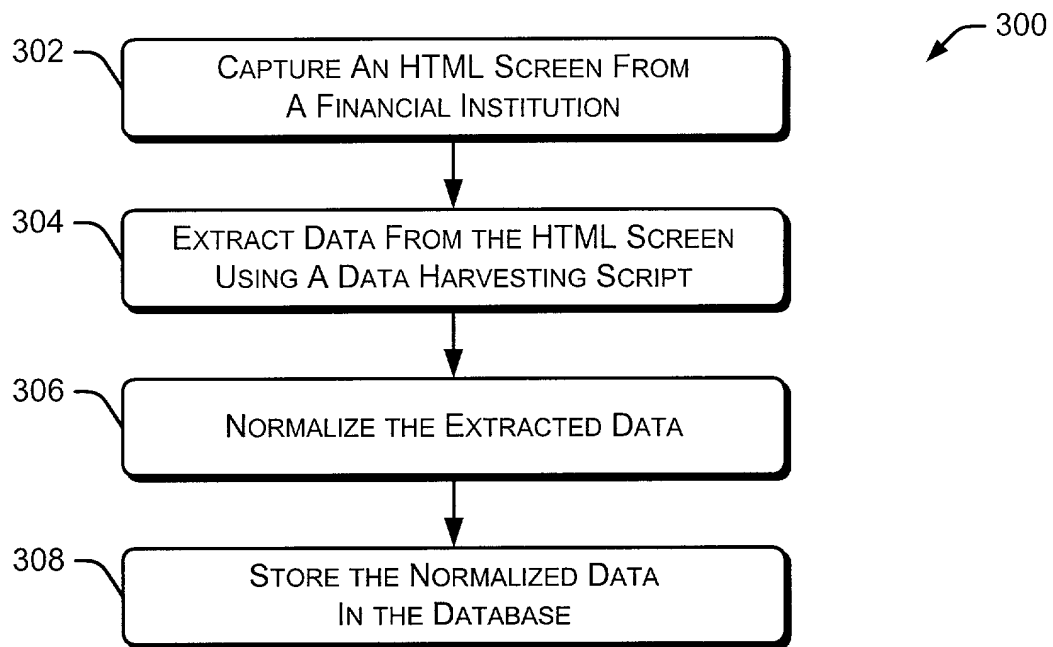 300
302
CAPTURE AN HTML SCREEN FROM
A FINANCIAL INSTITUTION
304
EXTRACT DATA FROM THE HTML SCREEN
USING A DATA HARVESTING SCRIPT
306
NORMALIZE THE EXTRACTED DATA
308
STORE THE NORMALIZED DATA
IN THE DATABASE